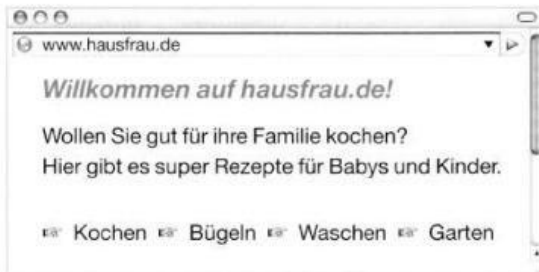 www.hausfrau.de
Willkommen auf hausfrau.de!
Wollen Sie gut für ihre Familie kochen?
Hier gibt es super Rezepte für Babys und Kinder.
Kochen Bügeln Waschen Garten